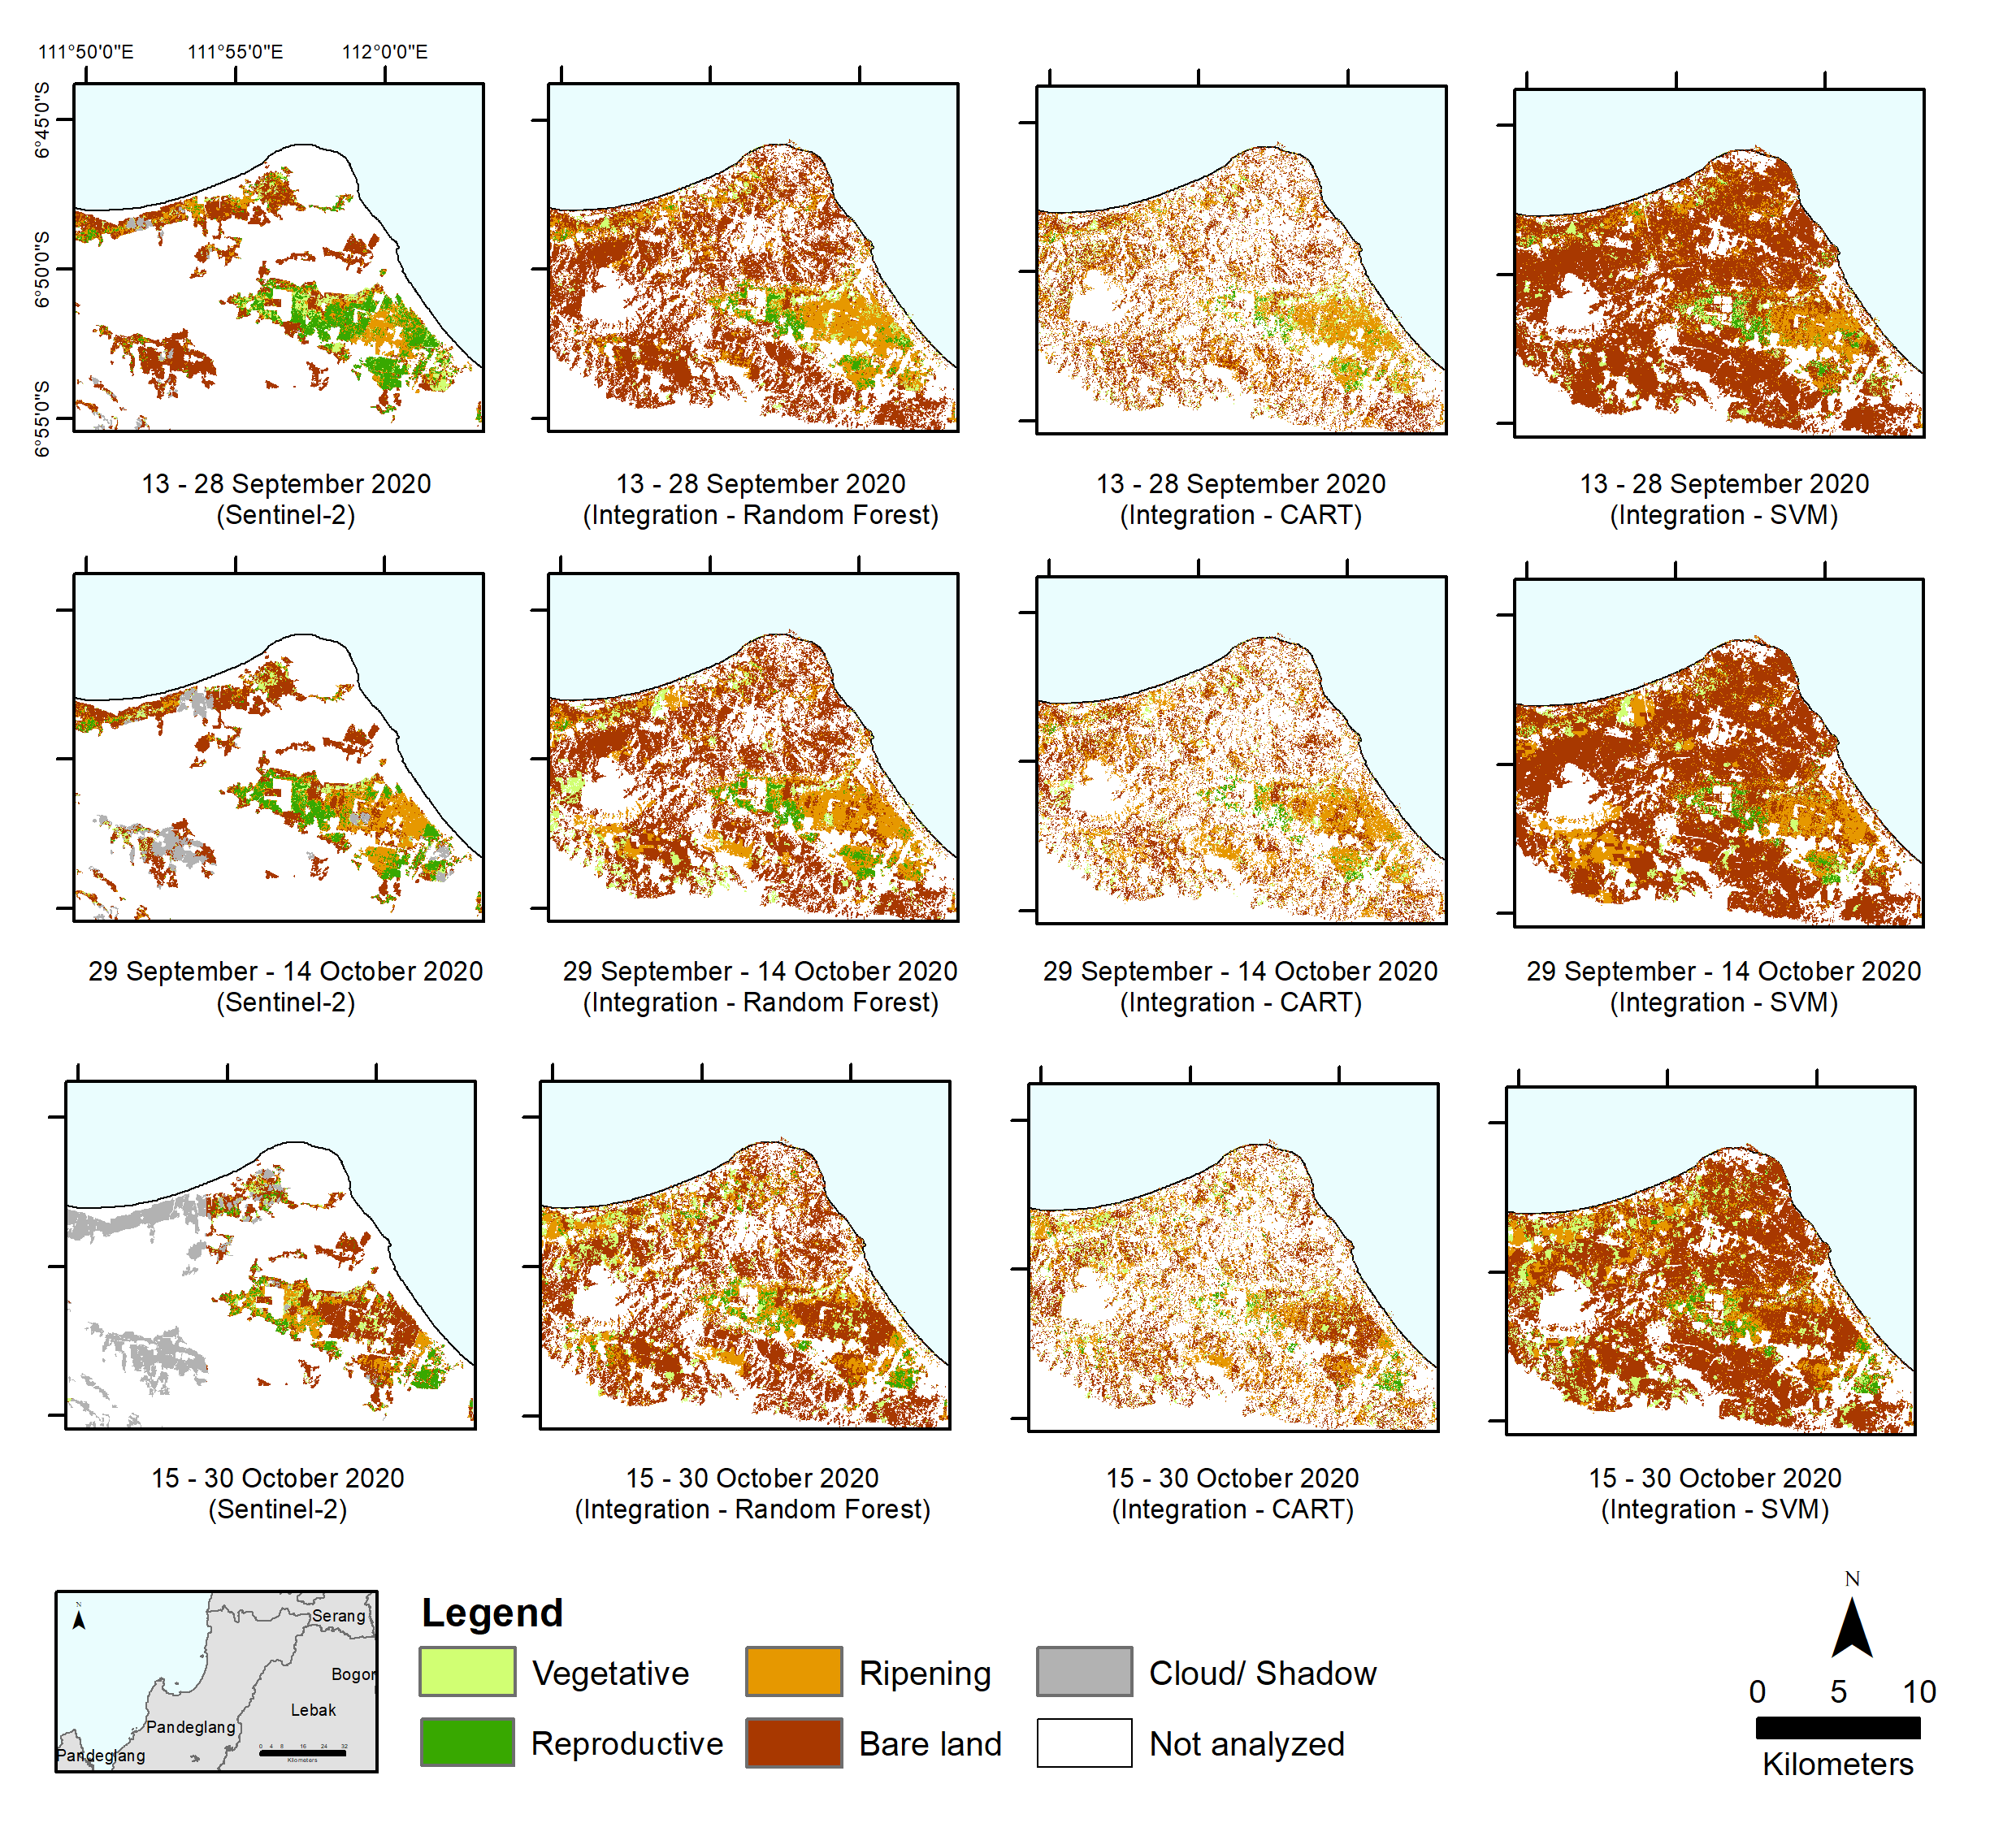 111°50'0"E 111°55'0"E 112°0'0"E
6°45'0"S
6°50'0"S
6°55'0"S
13 - 28 September 2020
(Sentinel-2)
13 - 28 September 2020
(Integration - Random Forest)
13 - 28 September 2020
(Integration - CART)
13 - 28 September 2020
(Integration - SVM)
29 September - 14 October 2020
(Sentinel-2)
29 September - 14 October 2020
(Integration - Random Forest)
29 September - 14 October 2020
(Integration - CART)
29 September - 14 October 2020
(Integration - SVM)
15 - 30 October 2020
(Sentinel-2)
15 - 30 October 2020
(Integration - Random Forest)
15 - 30 October 2020
(Integration - CART)
15 - 30 October 2020
(Integration - SVM)
N
Serang
Bogor
Lebak
Pandeglang
Pandeglang
0 4 8 16 24 32
Kilometers
Legend
Vegetative
Ripening
Cloud/ Shadow
Reproductive
Bare land
Not analyzed
N
0 5 10
Kilometers